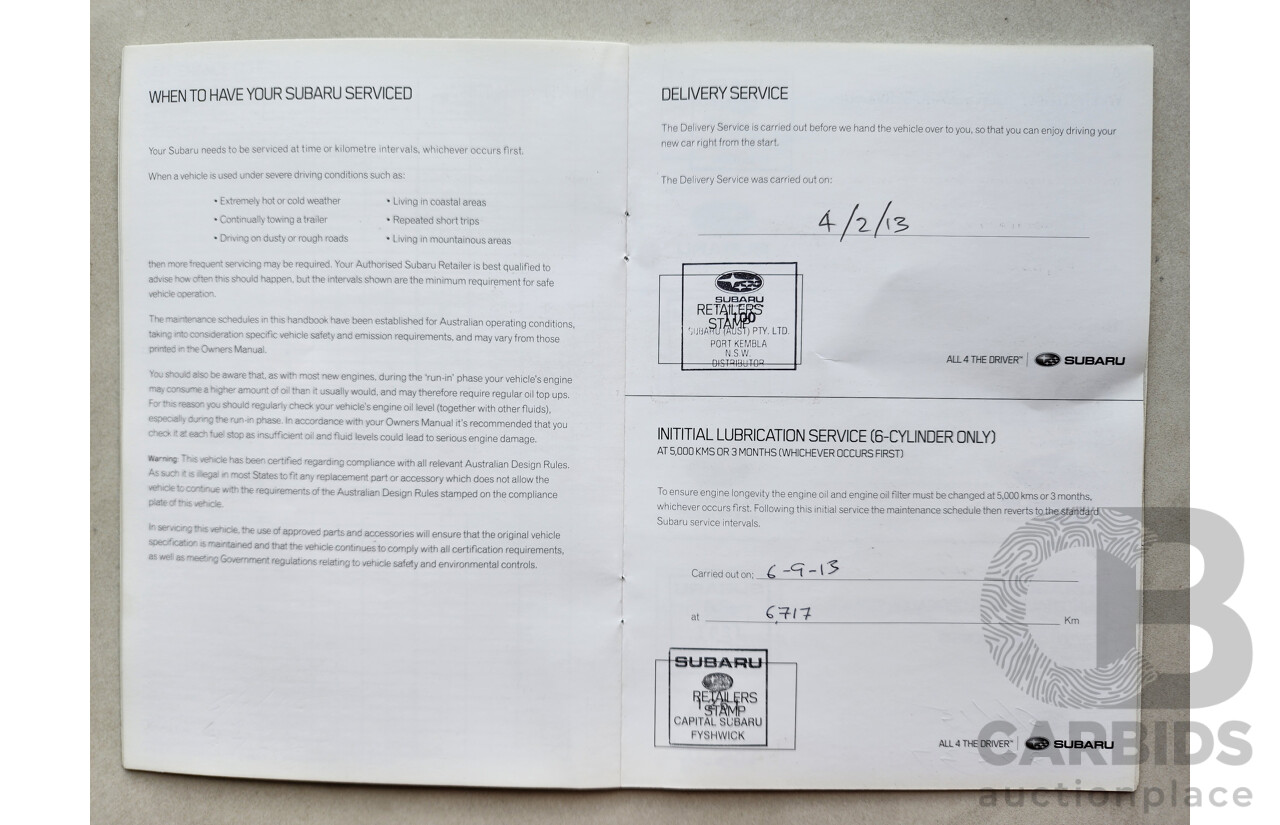 WHEN TO HAVE YOUR SUBARU SERVICED
Your Subaru needs to be serviced at time or kilometre intervals, whichever occurs first.
When a vehicle is used under severe driving conditions such as:
• Extremely hot or cold weather
• Continually towing a trailer
• Driving on dusty or rough roads
• Living in coastal areas
• Repeated short trips
• Living in mountainous areas
then more frequent servicing may be required. Your Authorised Subaru Retailer is best qualified to
advise how often this should happen, but the intervals shown are the minimum requirement for safe
vehicle operation.
The maintenance schedules in this handbook have been established for Australian operating conditions,
taking into consideration specific vehicle safety and emission requirements, and may vary from those
printed in the Owners Manual.
You should also be aware that, as with most new engines, during the 'run-in' phase your vehicle's engine
may consume a higher amount of oil than it usually would, and may therefore require regular oil top ups.
For this reason you should regularly check your vehicle's engine oil level (together with other fluids),
especially during the run-in phase. In accordance with your Owners Manual it's recommended that you
check it at each fuel stop as insufficient oil and fluid levels could lead to serious engine damage.
Warning: This vehicle has been certified regarding compliance with all relevant Australian Design Rules.
As such it is illegal in most States to fit any replacement part or accessory which does not allow the
vehicle to continue with the requirements of the Australian Design Rules stamped on the compliance
plate of this vehicle.
In servicing this vehicle, the use of approved parts and accessories will ensure that the original vehicle
specification is maintained and that the vehicle continues to comply with all certification requirements,
as well as meeting Government regulations relating to vehicle safety and environmental controls.
DELIVERY SERVICE
The Delivery Service is carried out before we hand the vehicle over to you, so that you can enjoy driving your
new car right from the start.
The Delivery Service was carried out on:
4/2/13
SUBARU
RETAILERS
1100
STAMP
SUBARU (AUST) PTY. LTD.
PORT KEMBLA
N.S.W.
DISTRIBUTOR
ALL 4 THE DRIVER™ SUBARU
INITITIAL LUBRICATION SERVICE (6-CYLINDER ONLY)
AT 5,000 KMS OR 3 MONTHS (WHICHEVER OCCURS FIRST)
To ensure engine longevity the engine oil and engine oil filter must be changed at 5,000 kms or 3 months,
whichever occurs first. Following this initial service the maintenance schedule then reverts to the standard
Subaru service intervals.
Carried out on: 6-9-13
at 6,717 Km
SUBARU
RETAILERS
STAMP
CAPITAL SUBARU
FYSHWICK
ALL 4 THE DRIVER™ SUBARU
CARBIDS
auctionplace